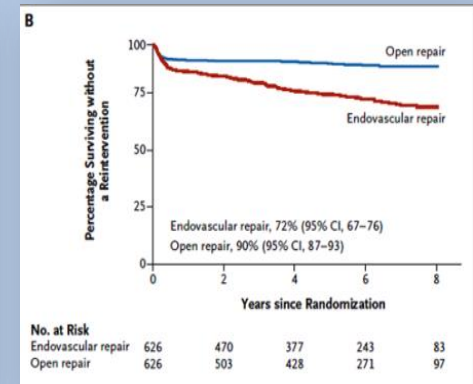 B
100
Open repair
75
Endovascular repair
50
25
0
Percentage Surviving without
a Reintervention
Endovascular repair, 72% (95% CI, 67–76)
Open repair, 90% (95% CI, 87–93)
0 2 4 6 8
Years since Randomization
No. at Risk
Endovascular repair 626 470 377 243 83
Open repair 626 503 428 271 97